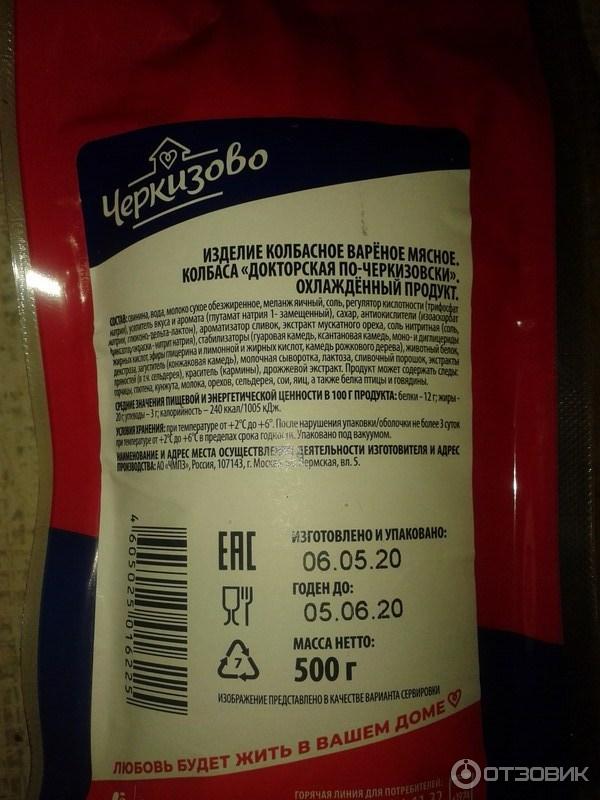 Черкизово
ИЗДЕЛИЕ КОЛБАСНОЕ ВАРЁНОЕ МЯСНОЕ.
КОЛБАСА «ДОКТОРСКАЯ ПО-ЧЕРКИЗОВСКИ».
ОХЛАЖДЁННЫЙ ПРОДУКТ.
СОСТАВ: свинина, вода, молоко сухое обезжиренное, меланж яичный, соль, регулятор кислотности (трифосфат
натрия), усилитель вкуса и аромата (глутамат натрия 1- замещенный), сахар, антиокислители (изоаскорбат
натрия, глюконо-дельта-лактон), ароматизатор сливок, экстракт мускатного ореха, соль нитритная (соль,
фиксатор окраски - нитрит натрия), стабилизаторы (гуаровая камедь, ксантановая камедь, моно- и диглицериды
жирных кислот, эфиры глицерина и лимонной и жирных кислот, камедь рожкового дерева), животный белок,
декстроза, загуститель (конжаковая камедь), молочная сыворотка, лактоза, сливочный порошок, экстракты
пряностей (в т.ч. сельдерея), краситель (кармины), дрожжевой экстракт. Продукт может содержать следы:
горчицы, глютена, кунжута, молока, орехов, сельдерея, сои, яиц, а также белка птицы и говядины.
СРЕДНИЕ ЗНАЧЕНИЯ ПИЩЕВОЙ И ЭНЕРГЕТИЧЕСКОЙ ЦЕННОСТИ В 100 Г ПРОДУКТА: белки - 12 г; жиры -
20 г; углеводы – 3 г; калорийность – 240 ккал/1005 кДж.
УСЛОВИЯ ХРАНЕНИЯ: при температуре от +2°C до +6°. После нарушения упаковки/оболочки не более 3 суток
при температуре от +2°C до +6°C в пределах срока годности. Упаковано под вакуумом.
НАИМЕНОВАНИЕ И АДРЕС МЕСТА ОСУЩЕСТВЛЕНИЯ ДЕЯТЕЛЬНОСТИ ИЗГОТОВИТЕЛЯ И АДРЕС
ПРОИЗВОДСТВА: АО «ЧМПЗ», Россия, 107143, г. Москва, Пермская, вл. 5.
4605025016225
ЕАС
ИЗГОТОВЛЕНО И УПАКОВАНО:
06.05.20
ГОДЕН ДО:
05.06.20
7
МАССА НЕТТО:
500 г
ИЗОБРАЖЕНИЕ ПРЕДСТАВЛЕНО В КАЧЕСТВЕ ВАРИАНТА СЕРВИРОВКИ
ЛЮБОВЬ БУДЕТ ЖИТЬ В ВАШЕМ ДОМЕ
ГОРЯЧАЯ ЛИНИЯ ДЛЯ ПОТРЕБИТЕЛЕЙ:
ОТЗОВИК